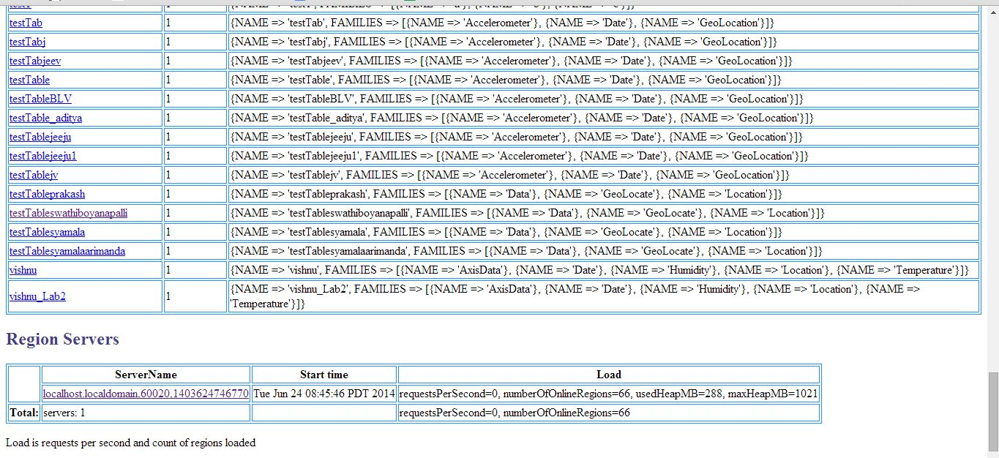 testTab 1 {NAME => 'testTab', FAMILIES => [{NAME => 'Accelerometer'}, {NAME => 'Date'}, {NAME => 'GeoLocation'}]}
testTabj 1 {NAME => 'testTabj', FAMILIES => [{NAME => 'Accelerometer'}, {NAME => 'Date'}, {NAME => 'GeoLocation'}]}
testTabjeev 1 {NAME => 'testTabjeev', FAMILIES => [{NAME => 'Accelerometer'}, {NAME => 'Date'}, {NAME => 'GeoLocation'}]}
testTable 1 {NAME => 'testTable', FAMILIES => [{NAME => 'Accelerometer'}, {NAME => 'Date'}, {NAME => 'GeoLocation'}]}
testTableBLV 1 {NAME => 'testTableBLV', FAMILIES => [{NAME => 'Accelerometer'}, {NAME => 'Date'}, {NAME => 'GeoLocation'}]}
testTable_aditya 1 {NAME => 'testTable_aditya', FAMILIES => [{NAME => 'Accelerometer'}, {NAME => 'Date'}, {NAME => 'GeoLocation'}]}
testTablejeeju 1 {NAME => 'testTablejeeju', FAMILIES => [{NAME => 'Accelerometer'}, {NAME => 'Date'}, {NAME => 'GeoLocation'}]}
testTablejeeju1 1 {NAME => 'testTablejeeju1', FAMILIES => [{NAME => 'Accelerometer'}, {NAME => 'Date'}, {NAME => 'GeoLocation'}]}
testTablejv 1 {NAME => 'testTablejv', FAMILIES => [{NAME => 'Accelerometer'}, {NAME => 'Date'}, {NAME => 'GeoLocation'}]}
testTableprakash 1 {NAME => 'testTableprakash', FAMILIES => [{NAME => 'Data'}, {NAME => 'GeoLocate'}, {NAME => 'Location'}]}
testTableswathiboyanapalli 1 {NAME => 'testTableswathiboyanapalli', FAMILIES => [{NAME => 'Data'}, {NAME => 'GeoLocate'}, {NAME => 'Location'}]}
testTablesyamala 1 {NAME => 'testTablesyamala', FAMILIES => [{NAME => 'Data'}, {NAME => 'GeoLocate'}, {NAME => 'Location'}]}
testTablesyamalaarimanda 1 {NAME => 'testTablesyamalaarimanda', FAMILIES => [{NAME => 'Data'}, {NAME => 'GeoLocate'}, {NAME => 'Location'}]}
vishnu 1 {NAME => 'vishnu', FAMILIES => [{NAME => 'AxisData'}, {NAME => 'Date'}, {NAME => 'Humidity'}, {NAME => 'Location'}, {NAME => 'Temperature'}]}
vishnu_Lab2 1 {NAME => 'vishnu_Lab2', FAMILIES => [{NAME => 'AxisData'}, {NAME => 'Date'}, {NAME => 'Humidity'}, {NAME => 'Location'}, {NAME =>
'Temperature'}]}
Region Servers
ServerName Start time Load
localhost.localdomain,60020,1403624746770 Tue Jun 24 08:45:46 PDT 2014 requestsPerSecond=0, numberOfOnlineRegions=66, usedHeapMB=288, maxHeapMB=1021
Total: servers: 1 requestsPerSecond=0, numberOfOnlineRegions=66
Load is requests per second and count of regions loaded